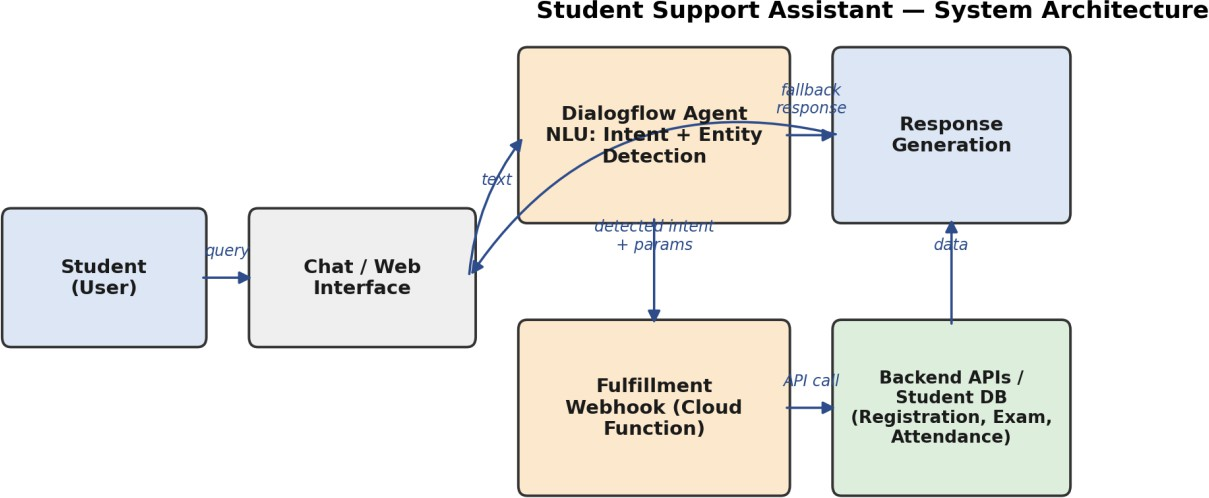 Student Support Assistant — System Architecture
Dialogflow Agent
NLU: Intent + Entity
Detection
fallback
response
Response
Generation
text
detected intent
+ params
data
query
Student
(User)
Chat / Web
Interface
Fulfillment
Webhook (Cloud
Function)
API call
Backend APIs /
Student DB
(Registration, Exam,
Attendance)